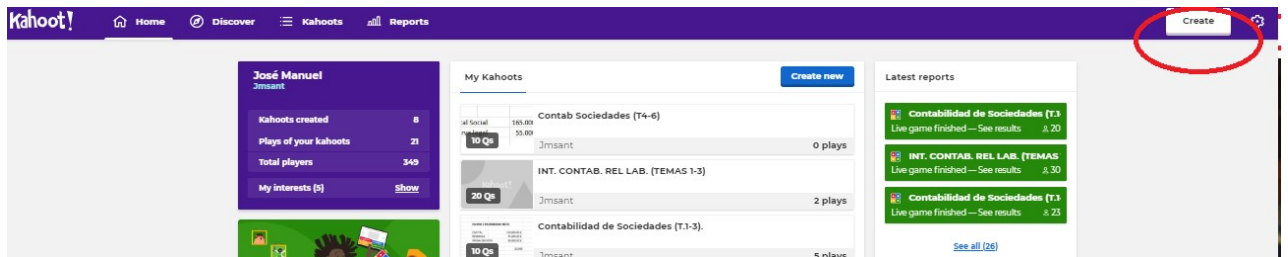 Kahoot!
Home
Discover
Kahoots
Reports
Create
José Manuel
Jmsant
Kahoots created 8
Plays of your kahoots 21
Total players 349
My interests (5) Show
My Kahoots
Create new
al Social 165.00
55.00
10 Qs
Contab Sociedades (T4-6)
Jmsant
0 plays
Kahoot!
20 Qs
INT. CONTAB. REL LAB. (TEMAS 1-3)
Jmsant
2 plays
10 Qs
Contabilidad de Sociedades (T.1-3).
Jmsant
5 plays
Latest reports
Contabilidad de Sociedades (T.1-
Live game finished — See results 20
INT. CONTAB. REL LAB. (TEMAS
Live game finished — See results 30
Contabilidad de Sociedades (T.1-
Live game finished — See results 23
See all (26)